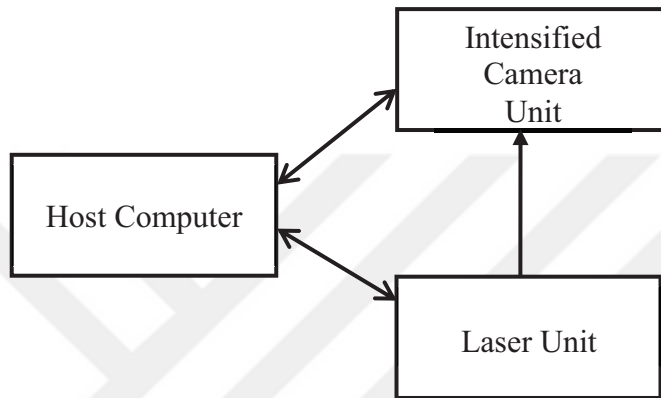 Intensified
Camera
Unit
Host Computer
Laser Unit